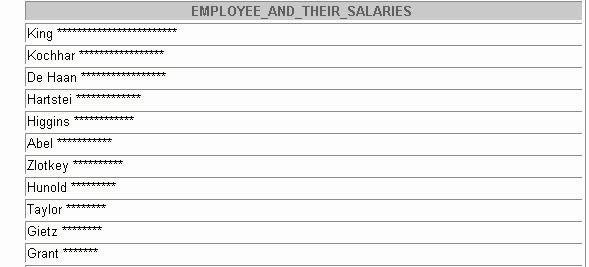 EMPLOYEE_AND_THEIR_SALARIES
King ************************
Kochhar *****************
De Haan *****************
Hartstei *************
Higgins ************
Abel ***********
Zlotkey **********
Hunold *********
Taylor ********
Gietz ********
Grant *******